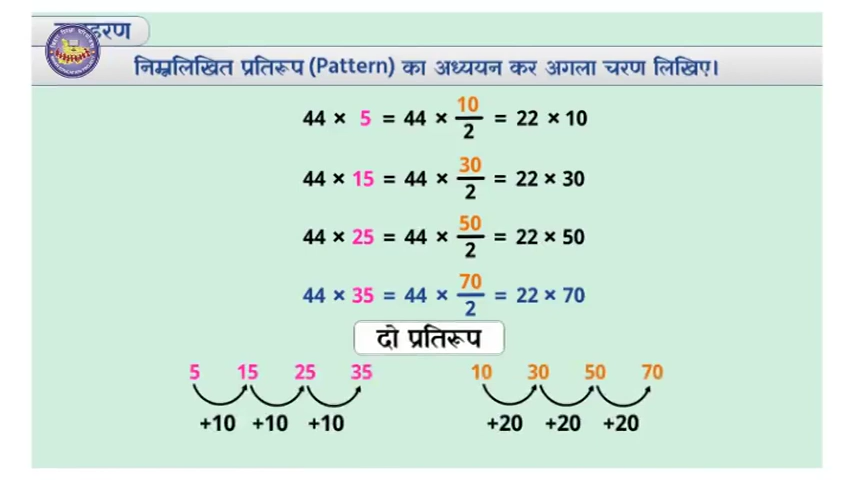 निम्नलिखित प्रतिरूप (Pattern) का अध्ययन कर अगला चरण लिखिए।
44 × 5 = 44 × 10/2 = 22 × 10
44 × 15 = 44 × 30/2 = 22 × 30
44 × 25 = 44 × 50/2 = 22 × 50
44 × 35 = 44 × 70/2 = 22 × 70
दो प्रतिरूप
5 15 25 35 10 30 50 70
+10 +10 +10 +20 +20 +20